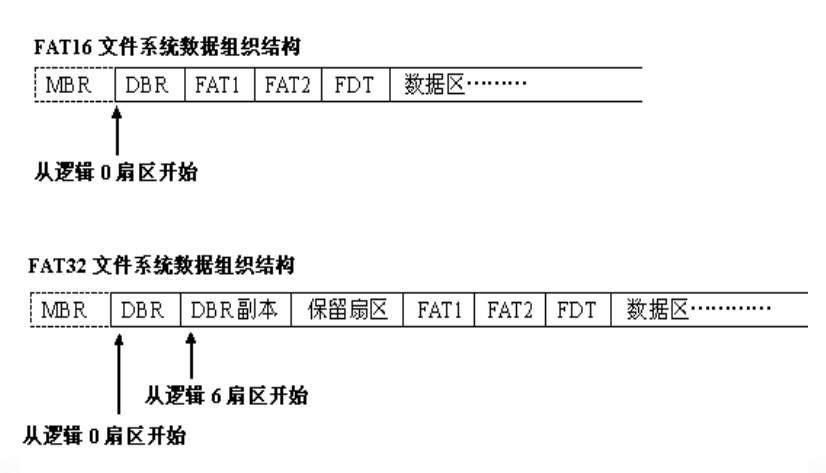 FAT16 文件系统数据组织结构
MBR DBR FAT1 FAT2 FDT 数据区………
从逻辑 0 扇区开始
FAT32 文件系统数据组织结构
MBR DBR DBR副本 保留扇区 FAT1 FAT2 FDT 数据区…………
从逻辑 6 扇区开始
从逻辑 0 扇区开始